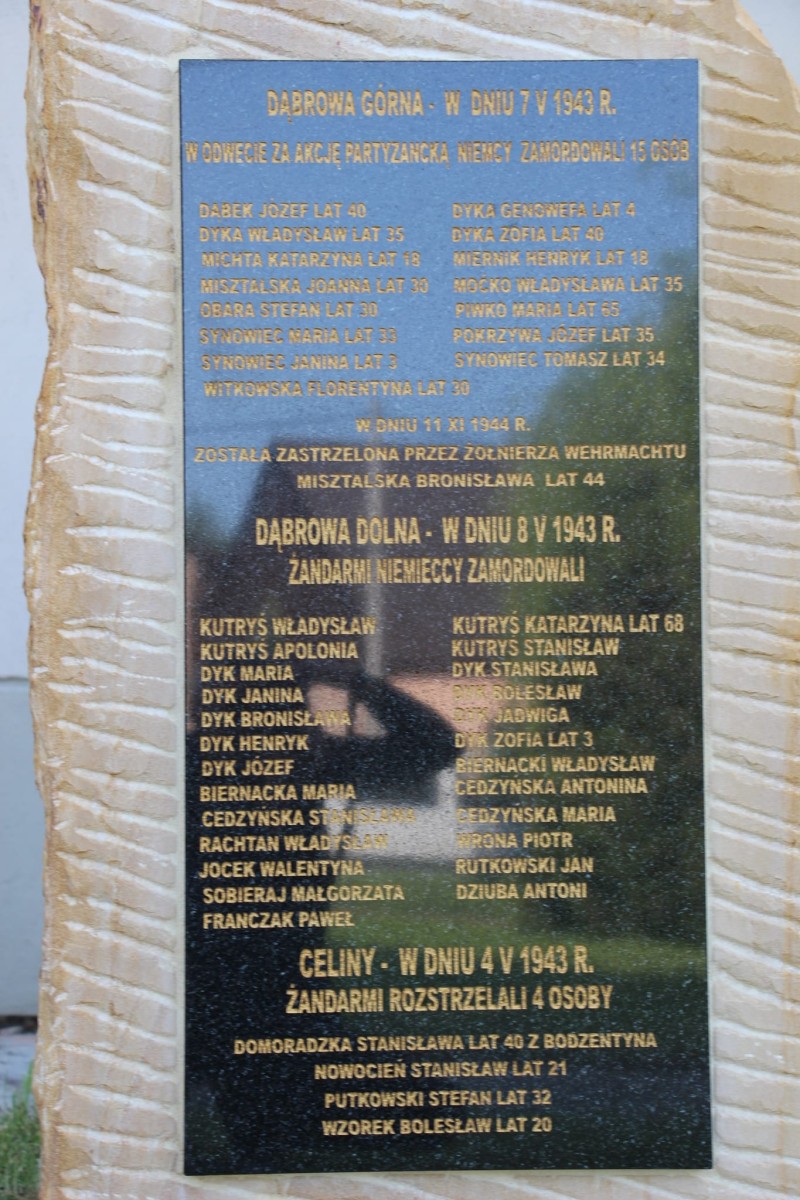 DĄBROWA GÓRNA - W DNIU 7 V 1943 R.
W ODWECIE ZA AKCJĘ PARTYZANCKĄ NIEMCY ZAMORDOWALI 15 OSÓB
DĄBEK JÓZEF LAT 40 DYKA GENOWEFA LAT 4
DYKA WŁADYSŁAW LAT 35 DYKA ZOFIA LAT 40
MICHTA KATARZYNA LAT 18 MIERNIK HENRYK LAT 18
MISZTALSKA JOANNA LAT 30 MOĆKO WŁADYSŁAWA LAT 35
OBARA STEFAN LAT 30 PIWKO MARIA LAT 65
SYNOWIEC MARIA LAT 33 POKRZYWA JÓZEF LAT 35
SYNOWIEC JANINA LAT 3 SYNOWIEC TOMASZ LAT 34
WITKOWSKA FLORENTYNA LAT 30
W DNIU 11 XI 1944 R.
ZOSTAŁA ZASTRZELONA PRZEZ ŻOŁNIERZA WEHRMACHTU
MISZTALSKA BRONISŁAWA LAT 44
DĄBROWA DOLNA - W DNIU 8 V 1943 R.
ŻANDARMI NIEMIECCY ZAMORDOWALI
KUTRYŚ WŁADYSŁAW KUTRYŚ KATARZYNA LAT 68
KUTRYŚ APOLONIA KUTRYŚ STANISŁAW
DYK MARIA DYK STANISŁAWA
DYK JANINA DYK BOLESŁAW
DYK BRONISŁAWA DYK JADWIGA
DYK HENRYK DYK ZOFIA LAT 3
DYK JÓZEF BIERNACKI WŁADYSŁAW
BIERNACKA MARIA CEDZYŃSKA ANTONINA
CEDZYŃSKA STANISŁAWA CEDZYŃSKA MARIA
RACHTAN WŁADYSŁAW WRONA PIOTR
JOCEK WALENTYNA RUTKOWSKI JAN
SOBIERAJ MAŁGORZATA DZIUBA ANTONI
FRANCZAK PAWEŁ
CELINY - W DNIU 4 V 1943 R.
ŻANDARMI ROZSTRZELALI 4 OSOBY
DOMORADZKA STANISŁAWA LAT 40 Z BODZENTYNA
NOWOCIEŃ STANISŁAW LAT 21
PUTKOWSKI STEFAN LAT 32
WZOREK BOLESŁAW LAT 20